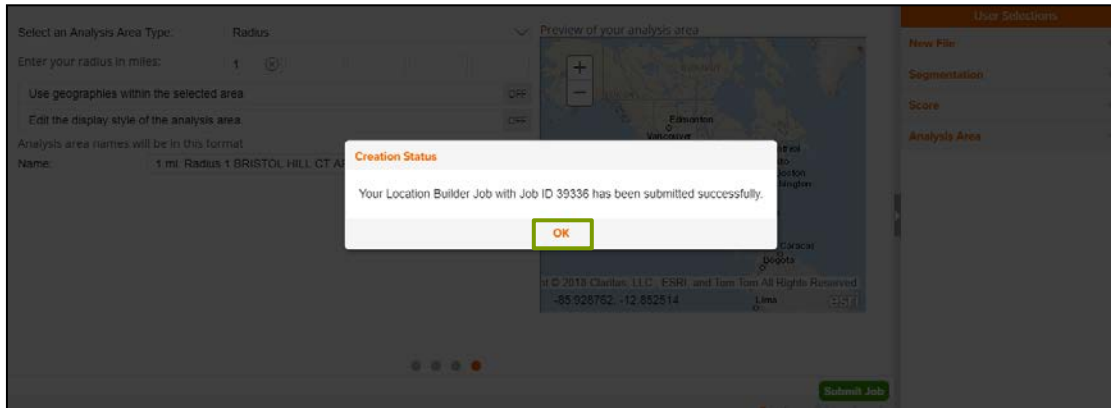 User Selections
Select an Analysis Area Type: Radius
Preview of your analysis area
New File
Enter your radius in miles: 1
+
Segmentation
Use geographies within the selected area OFF
−
Score
Edit the display style of the analysis area OFF
Edmonton
Vancouver
Analysis area names will be in this format
Analysis Area
Name: 1 mi. Radius 1 BRISTOL HILL CT
Creation Status
Your Location Builder Job with Job ID 39336 has been submitted successfully.
OK
Caracas
Bogota
© 2018 Claritas, LLC., ESRI, and Tom Tom All Rights Reserved
-85.928762, -12.852514
Lima
esri
Submit Job